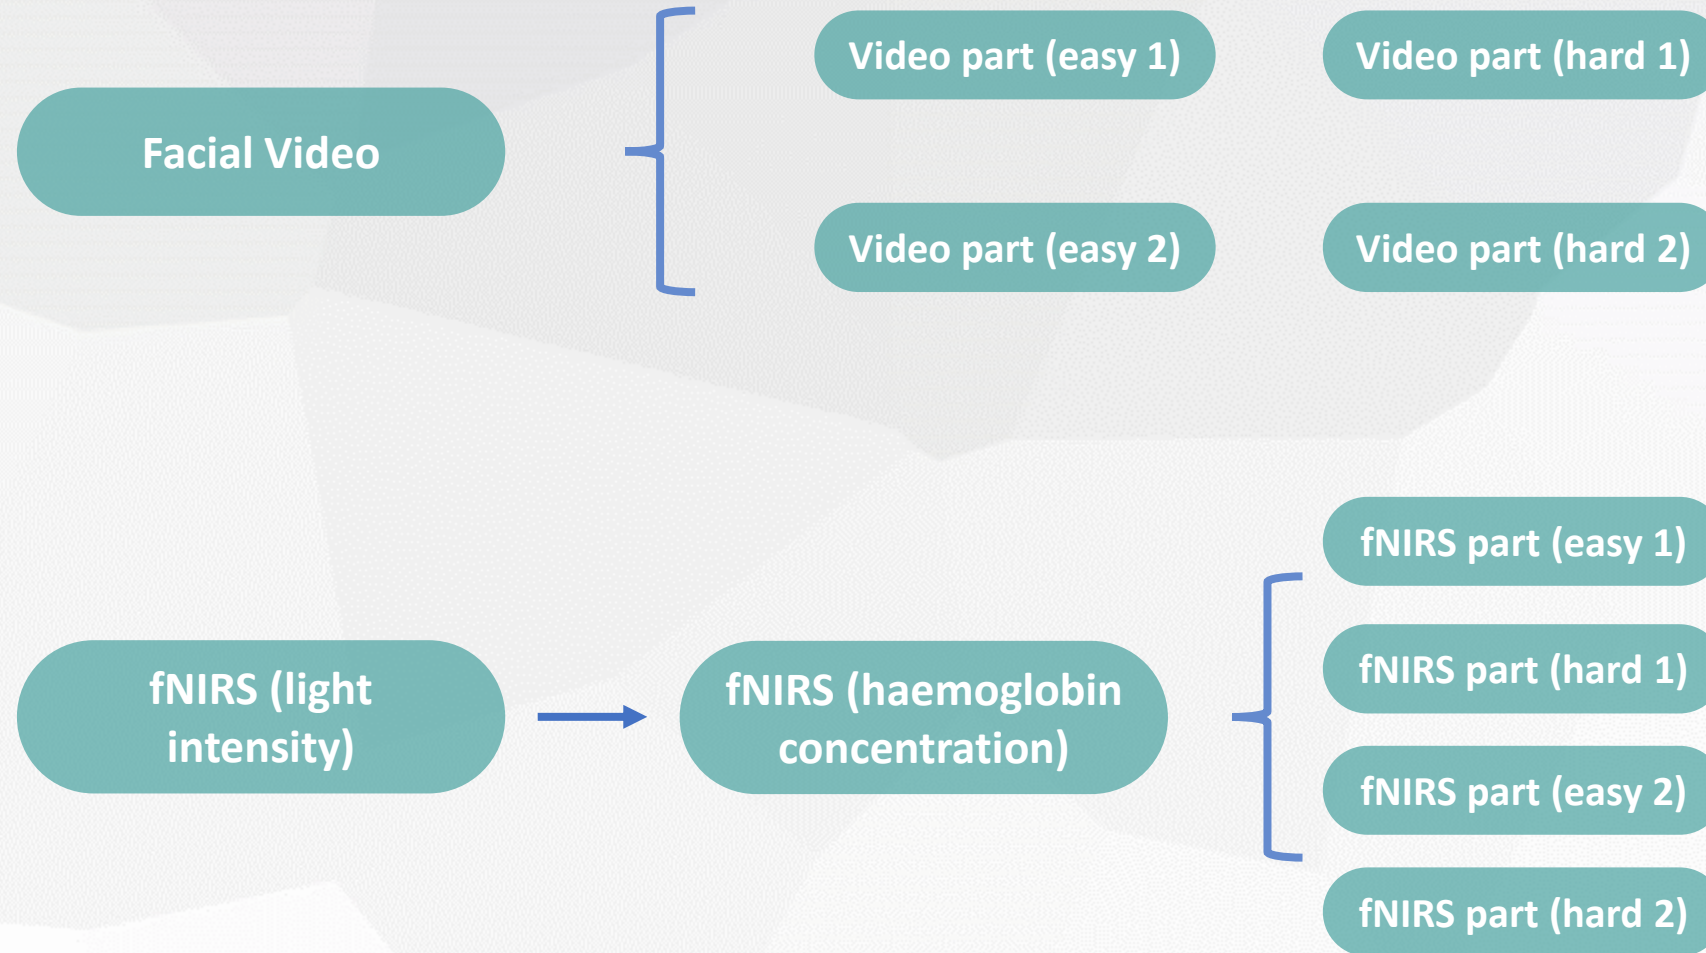 Video part (easy 1)
Video part (hard 1)
Facial Video
Video part (easy 2)
Video part (hard 2)
fNIRS part (easy 1)
fNIRS (light
intensity)
fNIRS (haemoglobin
concentration)
fNIRS part (hard 1)
fNIRS part (easy 2)
fNIRS part (hard 2)